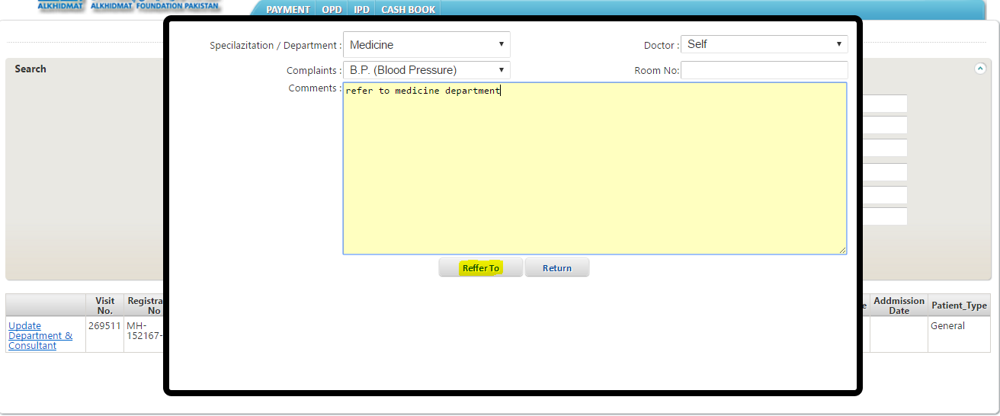 ALKHIDMAT ALKHIDMAT FOUNDATION PAKISTAN
PAYMENT OPD IPD CASH BOOK
Specilazitation / Department : Medicine Doctor : Self
Search
Complaints : B.P. (Blood Pressure) Room No:
Comments : refer to medicine department
Reffer To Return
Visit No. Registra No e Addmission Date Patient_Type
Update Department & Consultant 269511 MH-152167- General